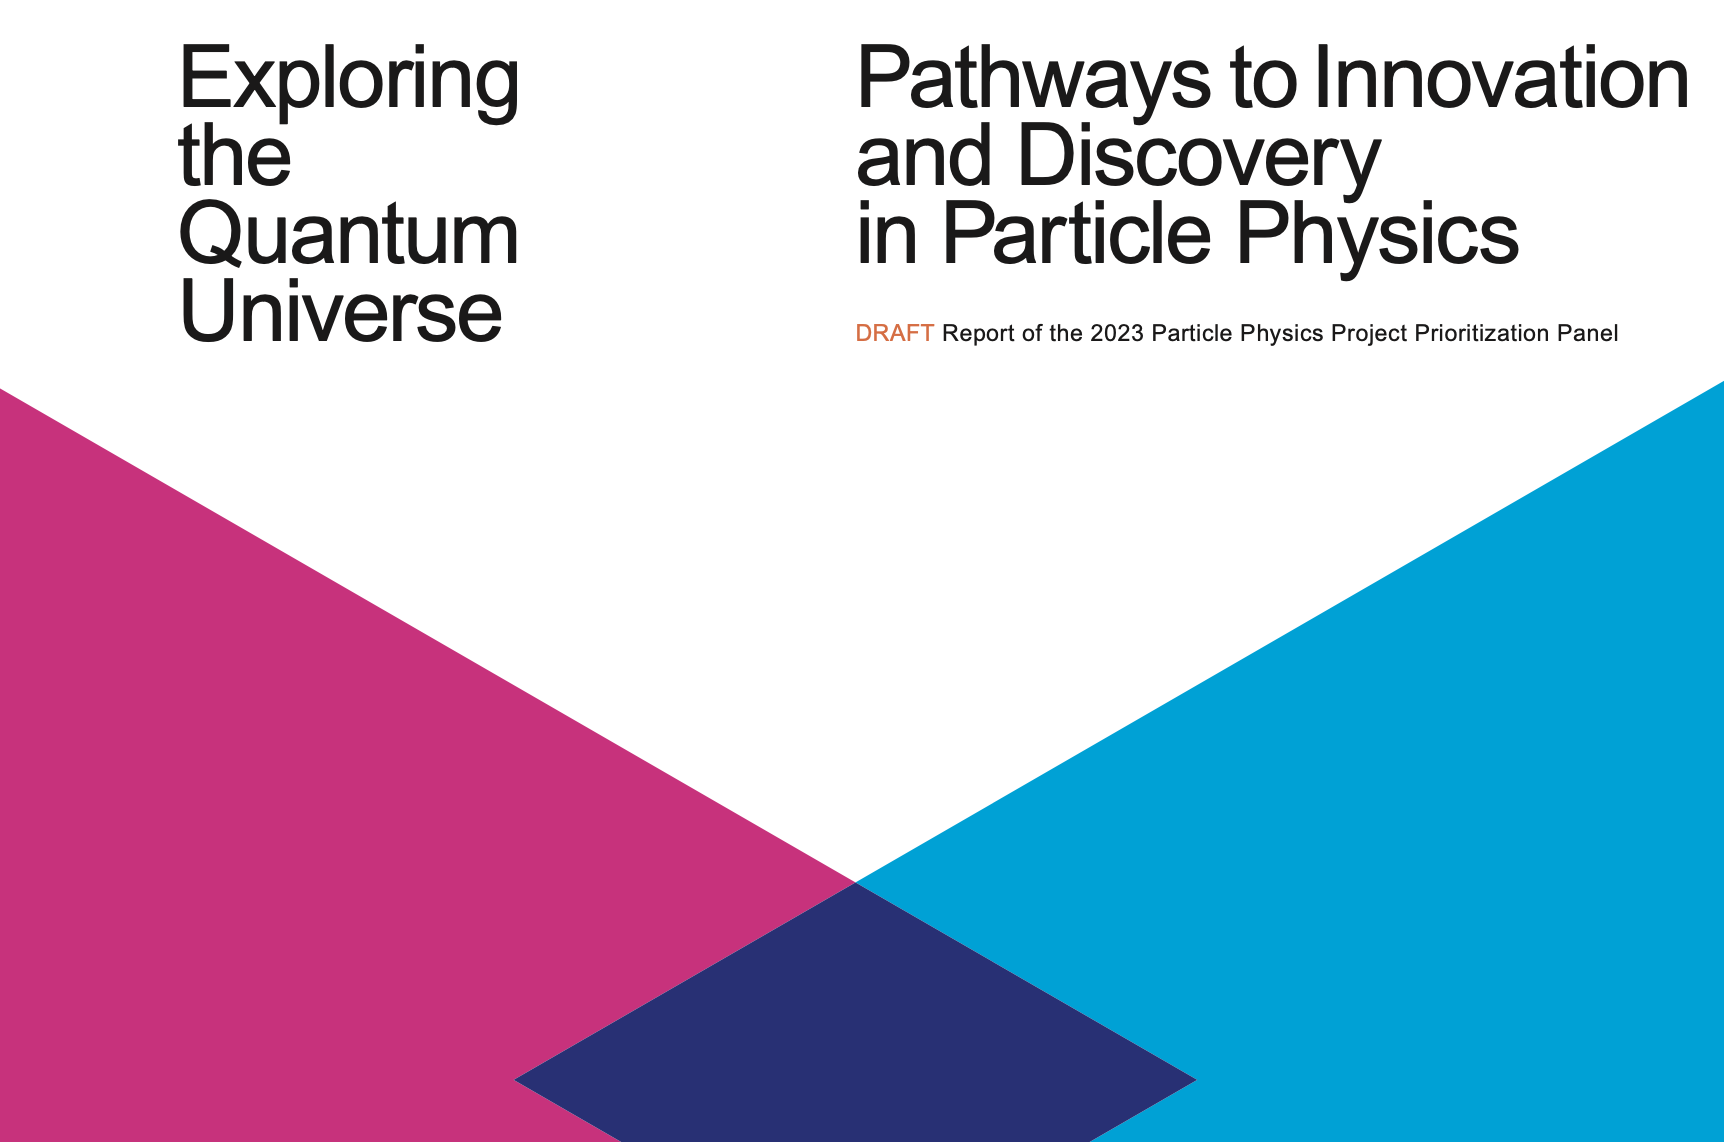 Exploring
the
Quantum
Universe
Pathways to Innovation
and Discovery
in Particle Physics
DRAFT Report of the 2023 Particle Physics Project Prioritization Panel